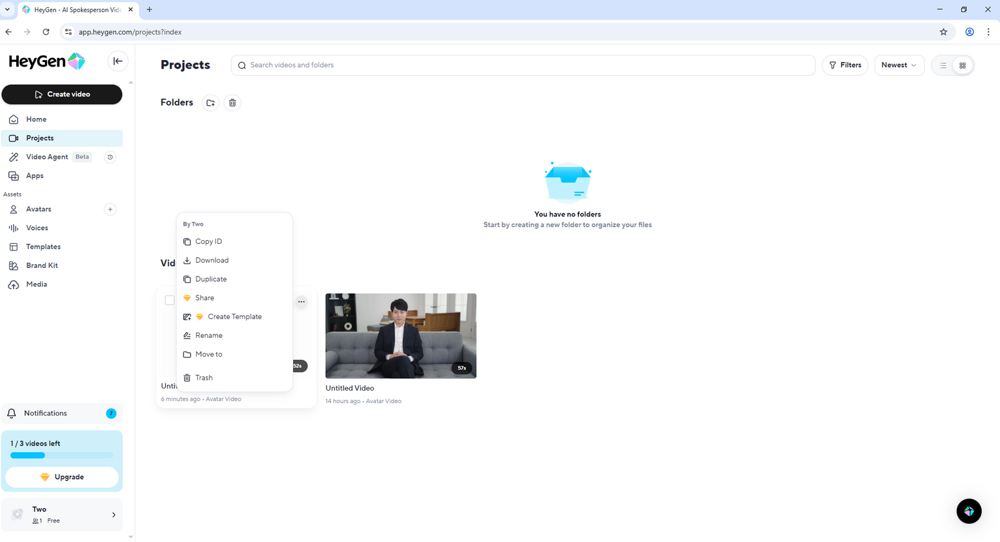 HeyGen - AI Spokesperson Vide
app.heygen.com/projects?index
HeyGen
Create video
Home
Projects
Video Agent Beta
Apps
Assets
Avatars
Voices
Templates
Brand Kit
Media
Notifications 7
1 / 3 videos left
Upgrade
Two
1 Free
Projects
Search videos and folders
Filters
Newest
Folders
You have no folders
Start by creating a new folder to organize your files
Vid
By Two
Copy ID
Download
Duplicate
Share
Create Template
Rename
Move to
Trash
52s
Unti
6 minutes ago • Avatar Video
57s
Untitled Video
14 hours ago • Avatar Video